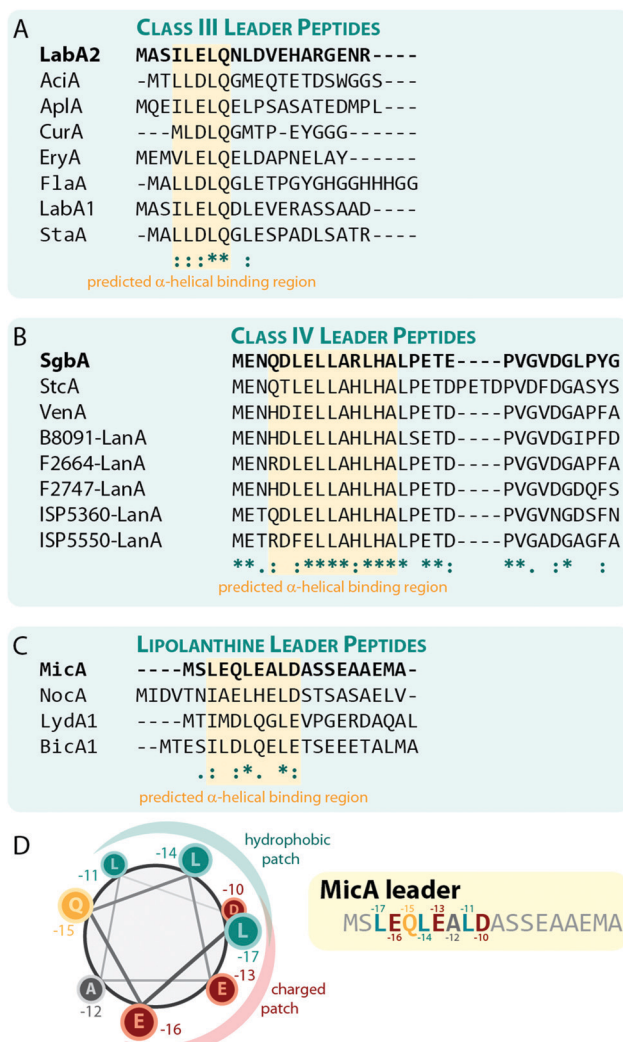 A CLASS III LEADER PEPTIDES
LabA2 MASILELQNLDVEHARGENR----
AciA -MTLLDLQGMEQTETDSWGGS---
AplA MQEILELQELPSASATEDMPL---
CurA ---MLDLQGMTP-EYGGG------
EryA MEMVLELQELDAPNELAY------
FlaA -MALLDLQGLETPGYGHGGHHHGG
LabA1 MASILELQDLEVERASSAAD----
StaA -MALLDLQGLESPADLSATR----
:::** :
predicted α-helical binding region
B CLASS IV LEADER PEPTIDES
SgbA MENQDLELLARLHALPETE----PVGVDGLPYG
StcA MENQTLELLAHLHALPETDPETDPVDFDGASYS
VenA MENHDIELLAHLHALPETD----PVGVDGAPFA
B8091-LanA MENHDLELLAHLHALSETD----PVGVDGIPFD
F2664-LanA MENRDLELLAHLHALPETD----PVGVDGAPFA
F2747-LanA MENHDLELLAHLHALPETD----PVGVDGDQFS
ISP5360-LanA METQDLELLAHLHALPETD----PVGVNGDSFN
ISP5550-LanA METRDFELLAHLHALPETD----PVGADGAGFA
**.: :****:**** **: **. :* :
predicted α-helical binding region
C LIPOLANTHINE LEADER PEPTIDES
MicA ----MSLEQLEALDASSEAAEMA-
NocA MIDVTNIAELHELDSTSASAELV-
LydA1 ----MTIMDLQGLEVPGERDAQAL
BicA1 --MTESILDLQELETSEEETALMA
.: :*. *:
predicted α-helical binding region
D
hydrophobic
patch
-14 L
-11 L
-10 D
Q -15
L -17
-13 E
A -12
E -16
charged
patch
MicA leader
-17 -15 -13 -11
MSLEQLEALDASSEAAEMA
-16 -14 -12 -10